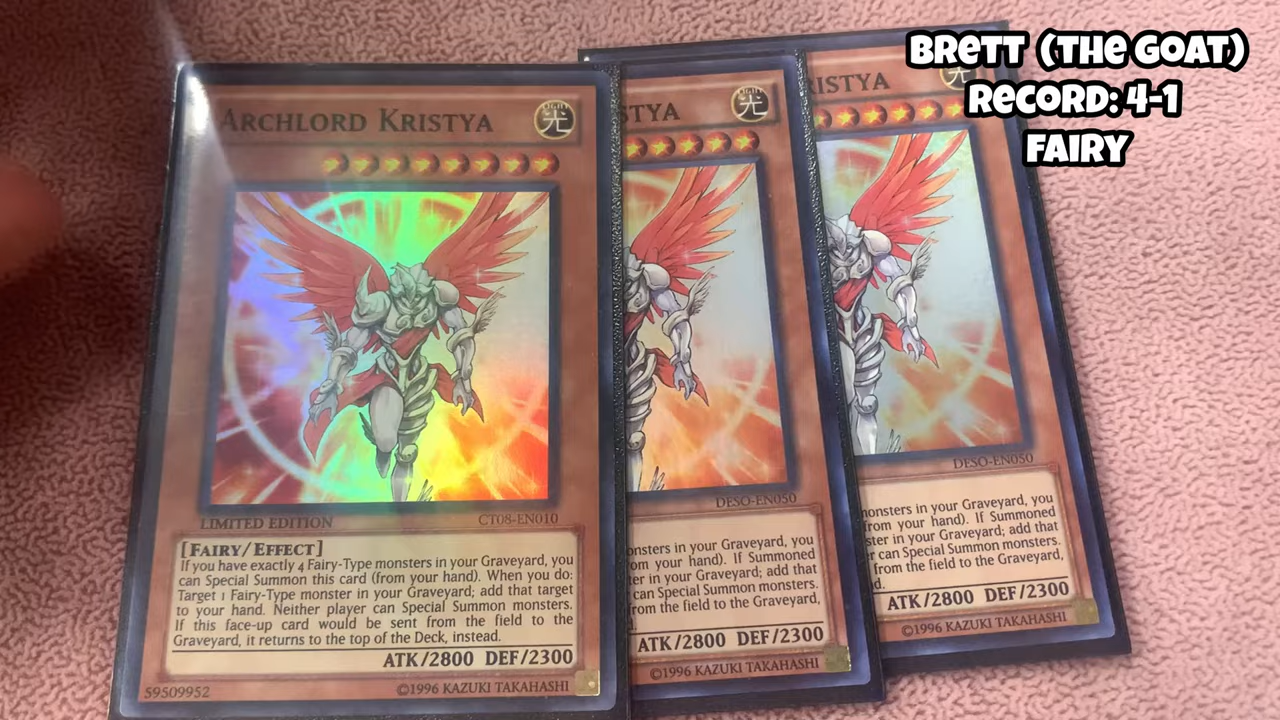 BRETT (THE GOAT)
RECORD: 4-1
FAIRY
ARCHLORD KRISTYA
LIGHT
光
LIMITED EDITION
CT08-EN010
[FAIRY/EFFECT]
If you have exactly 4 Fairy-Type monsters in your Graveyard, you
can Special Summon this card (from your hand). When you do:
Target 1 Fairy-Type monster in your Graveyard; add that target
to your hand. Neither player can Special Summon monsters.
If this face-up card would be sent from the field to the
Graveyard, it returns to the top of the Deck, instead.
ATK/2800 DEF/2300
59509952
©1996 KAZUKI TAKAHASHI
STYA
光
DESO-EN050
onsters in your Graveyard, you
om your hand). If Summoned
ter in your Graveyard; add that
can Special Summon monsters.
rom the field to the Graveyard,
ATK/2800 DEF/2300
©1996 KAZUKI TAKAHASHI
RISTYA
光
DESO-EN050
monsters in your Graveyard, you
from your hand). If Summoned
ster in your Graveyard; add that
r can Special Summon monsters.
from the field to the Graveyard,
d.
ATK/2800 DEF/2300
©1996 KAZUKI TAKAHASHI